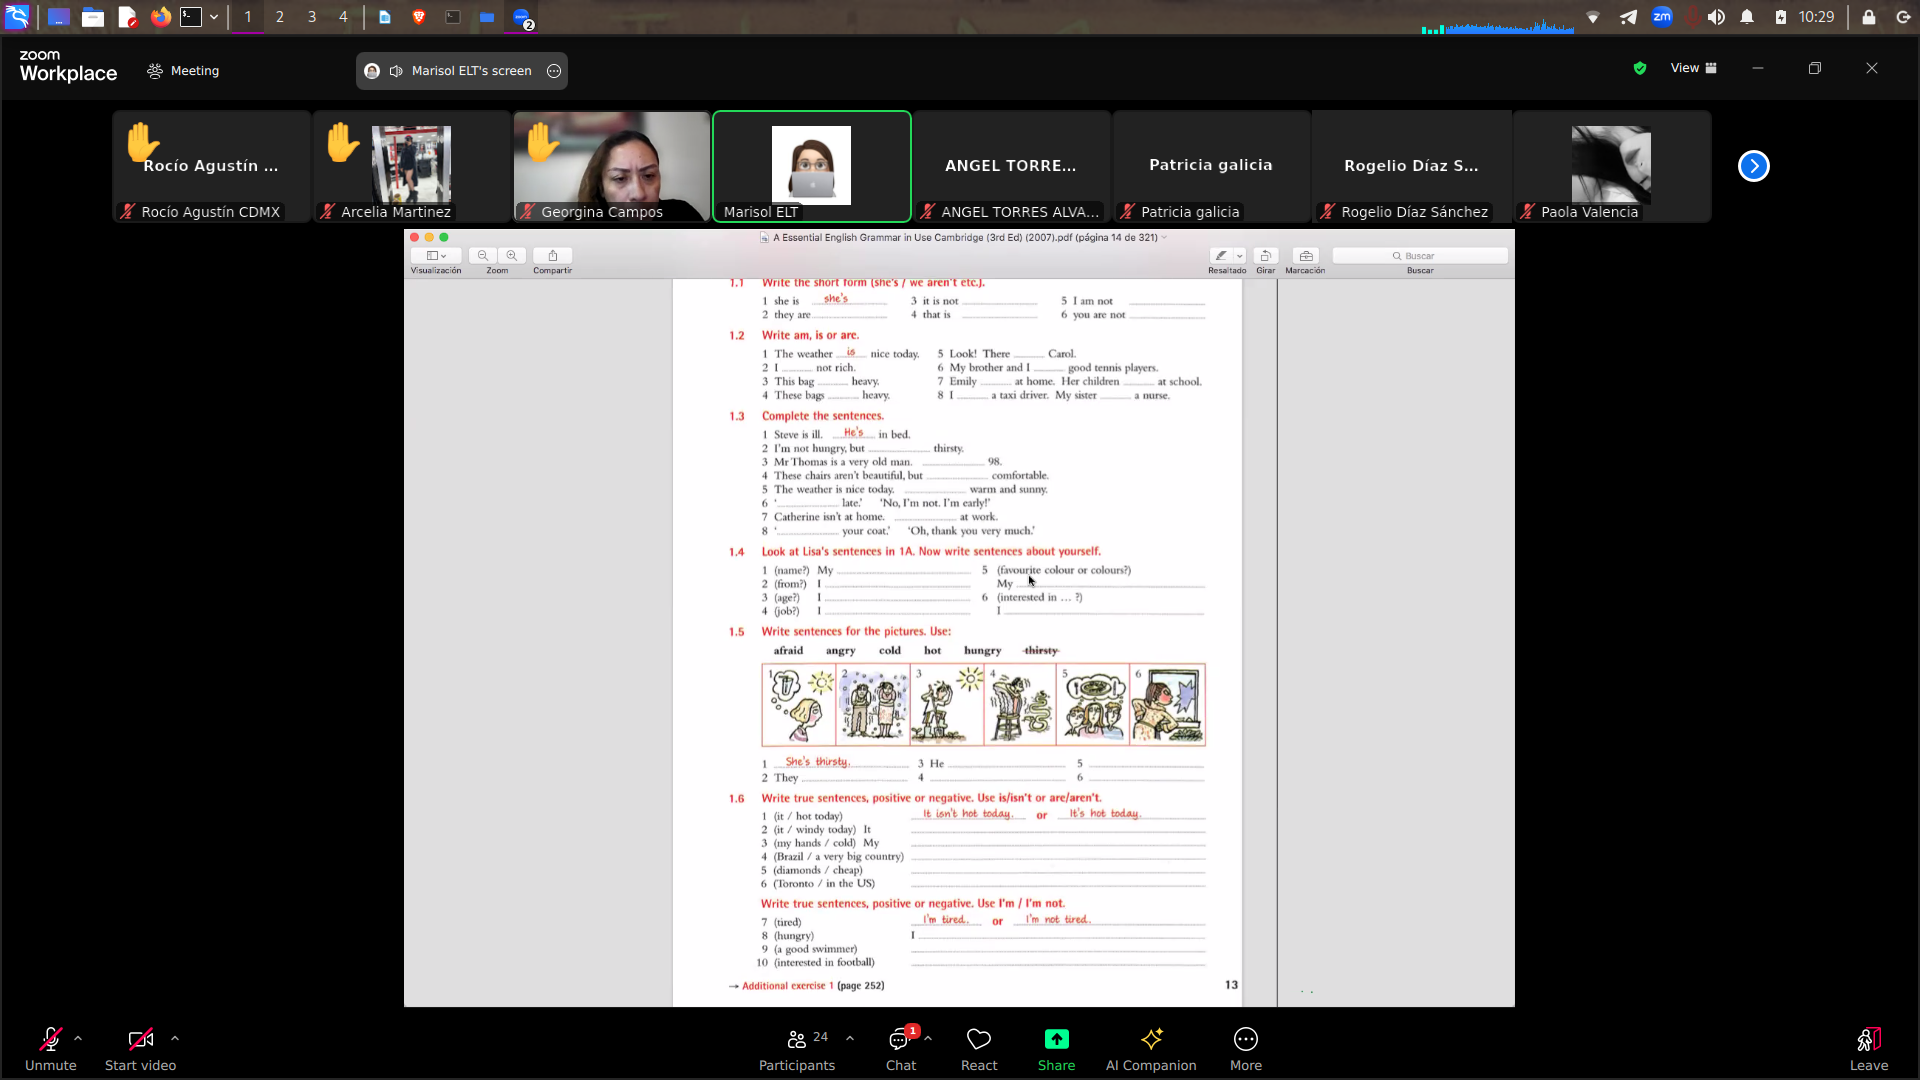 1 2 3 4
2
zm
10:29
zoom
Workplace
Meeting
Marisol ELT's screen
View
Rocío Agustín ...
Rocío Agustín CDMX
Arcelia Martinez
Georgina Campos
Marisol ELT
ANGEL TORRE...
ANGEL TORRES ALVA...
Patricia galicia
Patricia galicia
Rogelio Díaz S...
Rogelio Díaz Sánchez
Paola Valencia
A Essential English Grammar in Use Cambridge (3rd Ed) (2007).pdf (página 14 de 321)
Visualización Zoom Compartir Resaltado Girar Marcación Buscar
Buscar
1.1 Write the short form (she's / we aren't etc.).
1 she is she's 3 it is not 5 I am not
2 they are 4 that is 6 you are not
1.2 Write am, is or are.
1 The weather is nice today. 5 Look! There Carol.
2 I not rich. 6 My brother and I good tennis players.
3 This bag heavy. 7 Emily at home. Her children at school.
4 These bags heavy. 8 I a taxi driver. My sister a nurse.
1.3 Complete the sentences.
1 Steve is ill. He's in bed.
2 I'm not hungry, but thirsty.
3 Mr Thomas is a very old man. 98.
4 These chairs aren't beautiful, but comfortable.
5 The weather is nice today. warm and sunny.
6 ' late.' 'No, I'm not. I'm early!'
7 Catherine isn't at home. at work.
8 ' your coat.' 'Oh, thank you very much.'
1.4 Look at Lisa's sentences in 1A. Now write sentences about yourself.
1 (name?) My 5 (favourite colour or colours?)
2 (from?) I My
3 (age?) I 6 (interested in ... ?)
4 (job?) I I
1.5 Write sentences for the pictures. Use:
afraid angry cold hot hungry thirsty
1 2 3 4 5 6
1 She's thirsty. 3 He 5
2 They 4 6
1.6 Write true sentences, positive or negative. Use is/isn't or are/aren't.
1 (it / hot today) It isn't hot today. or It's hot today.
2 (it / windy today) It
3 (my hands / cold) My
4 (Brazil / a very big country)
5 (diamonds / cheap)
6 (Toronto / in the US)
Write true sentences, positive or negative. Use I'm / I'm not.
7 (tired) I'm tired. or I'm not tired.
8 (hungry) I
9 (a good swimmer)
10 (interested in football)
→ Additional exercise 1 (page 252)
13
24
1
Unmute Start video Participants Chat React Share AI Companion More Leave